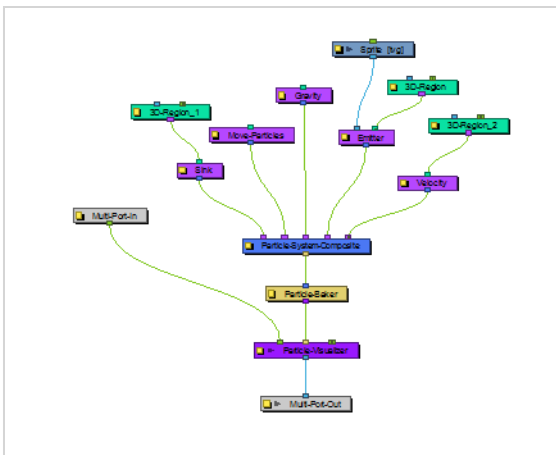 Sprite [tvg]
Gravity
3D-Region
3D-Region_1
3D-Region_2
Move-Particles
Emitter
Sink
Velocity
Multi-Port-In
Particle-System-Composite
Particle-Baker
Particle-Visualizer
Multi-Port-Out